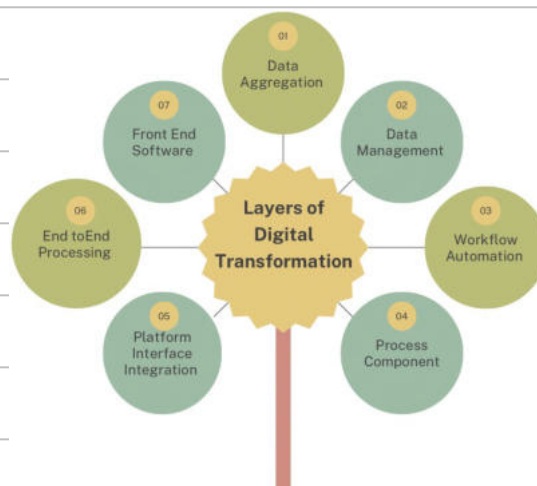 01
Data
Aggregation
02
Data
Management
03
Workflow
Automation
04
Process
Component
05
Platform
Interface
Integration
06
End toEnd
Processing
07
Front End
Software
Layers of
Digital
Transformation